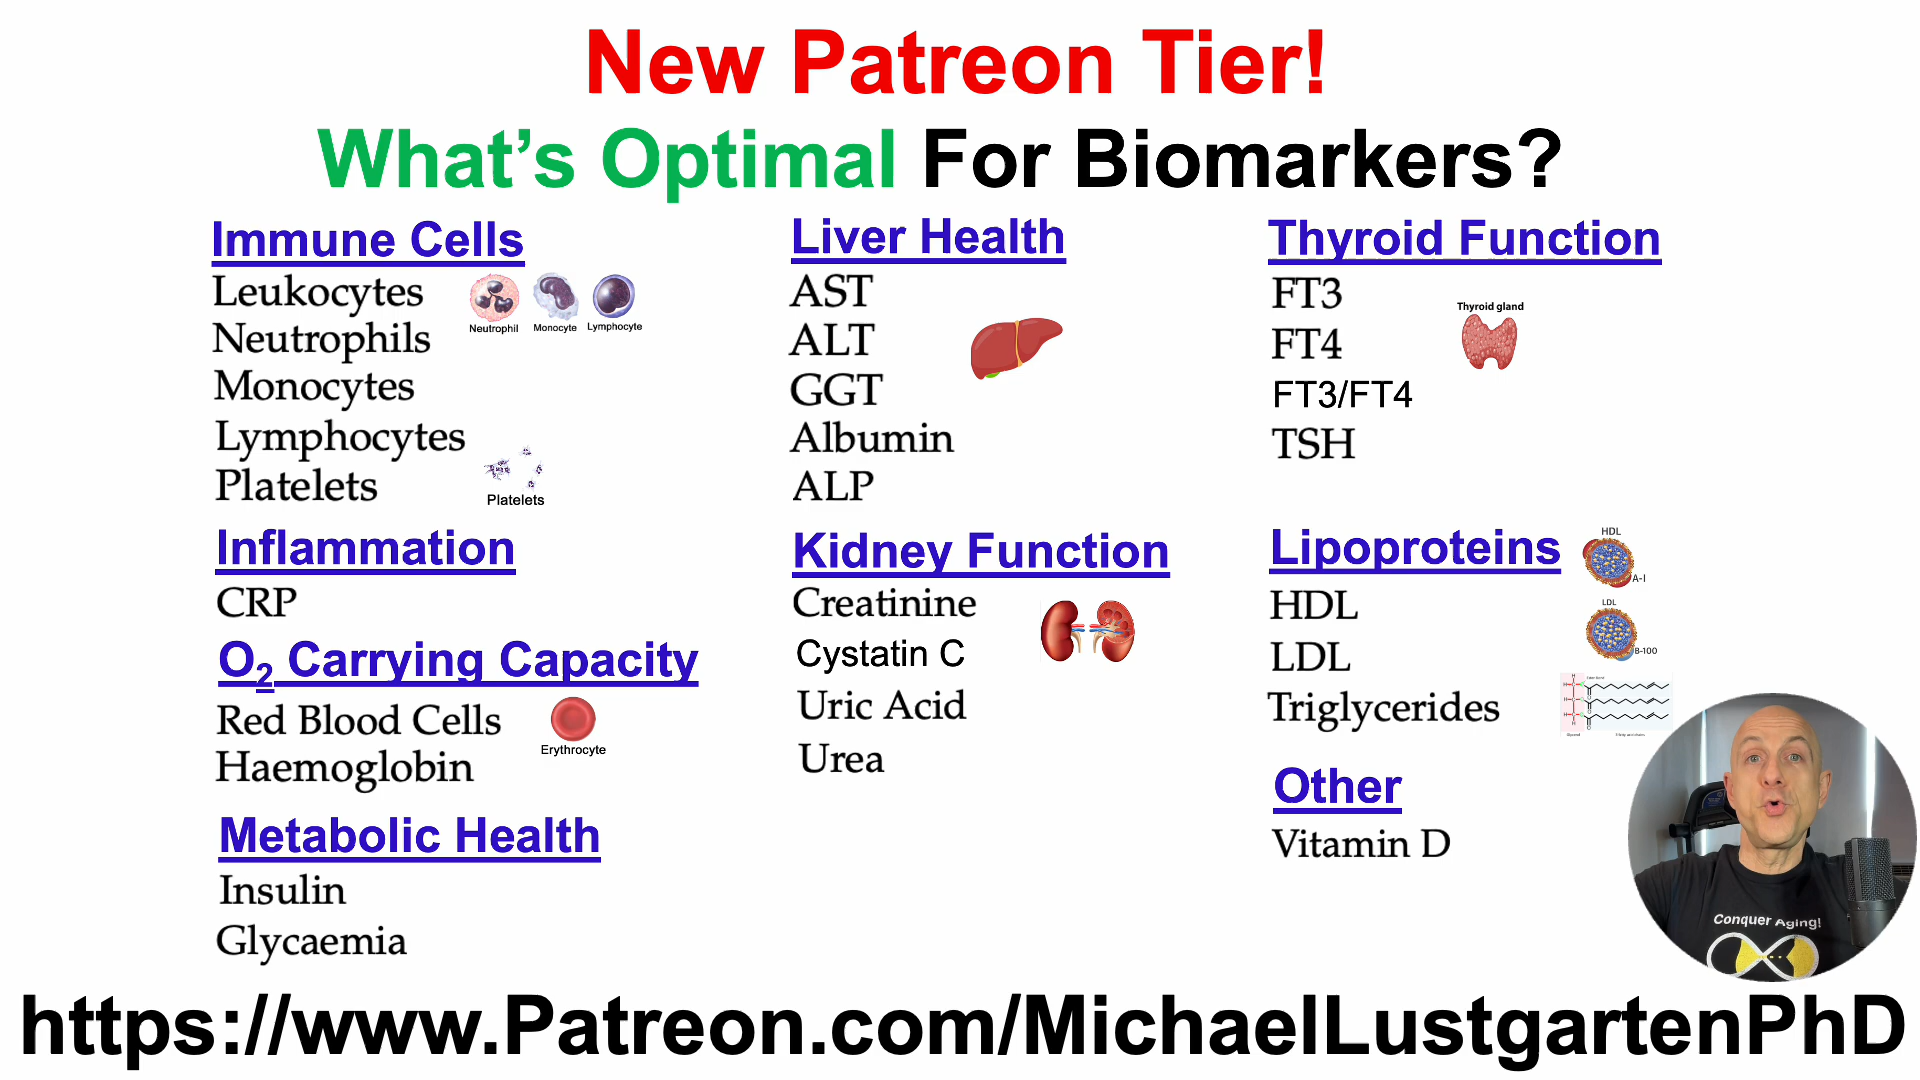 New Patreon Tier!
What's Optimal For Biomarkers?
Immune Cells
Leukocytes
Neutrophils
Monocytes
Lymphocytes
Platelets
Neutrophil
Monocyte
Lymphocyte
Platelets
Inflammation
CRP
O₂ Carrying Capacity
Red Blood Cells
Haemoglobin
Erythrocyte
Metabolic Health
Insulin
Glycaemia
Liver Health
AST
ALT
GGT
Albumin
ALP
Kidney Function
Creatinine
Cystatin C
Uric Acid
Urea
Thyroid Function
FT3
FT4
FT3/FT4
TSH
Thyroid gland
Lipoproteins
HDL
LDL
Triglycerides
HDL
A-I
LDL
B-100
Other
Vitamin D
Conquer Aging!
https://www.Patreon.com/MichaelLustgartenPhD